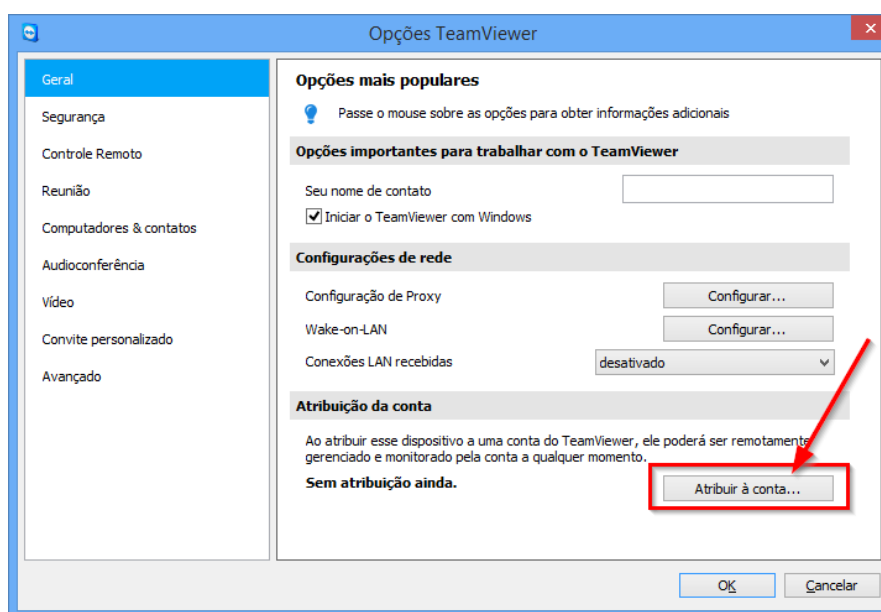 Opções TeamViewer
Geral
Segurança
Controle Remoto
Reunião
Computadores & contatos
Audioconferência
Vídeo
Convite personalizado
Avançado
Opções mais populares
Passe o mouse sobre as opções para obter informações adicionais
Opções importantes para trabalhar com o TeamViewer
Seu nome de contato
Iniciar o TeamViewer com Windows
Configurações de rede
Configuração de Proxy
Configurar...
Wake-on-LAN
Configurar...
Conexões LAN recebidas
desativado
Atribuição da conta
Ao atribuir esse dispositivo a uma conta do TeamViewer, ele poderá ser remotamente
gerenciado e monitorado pela conta a qualquer momento.
Sem atribuição ainda.
Atribuir à conta...
OK
Cancelar